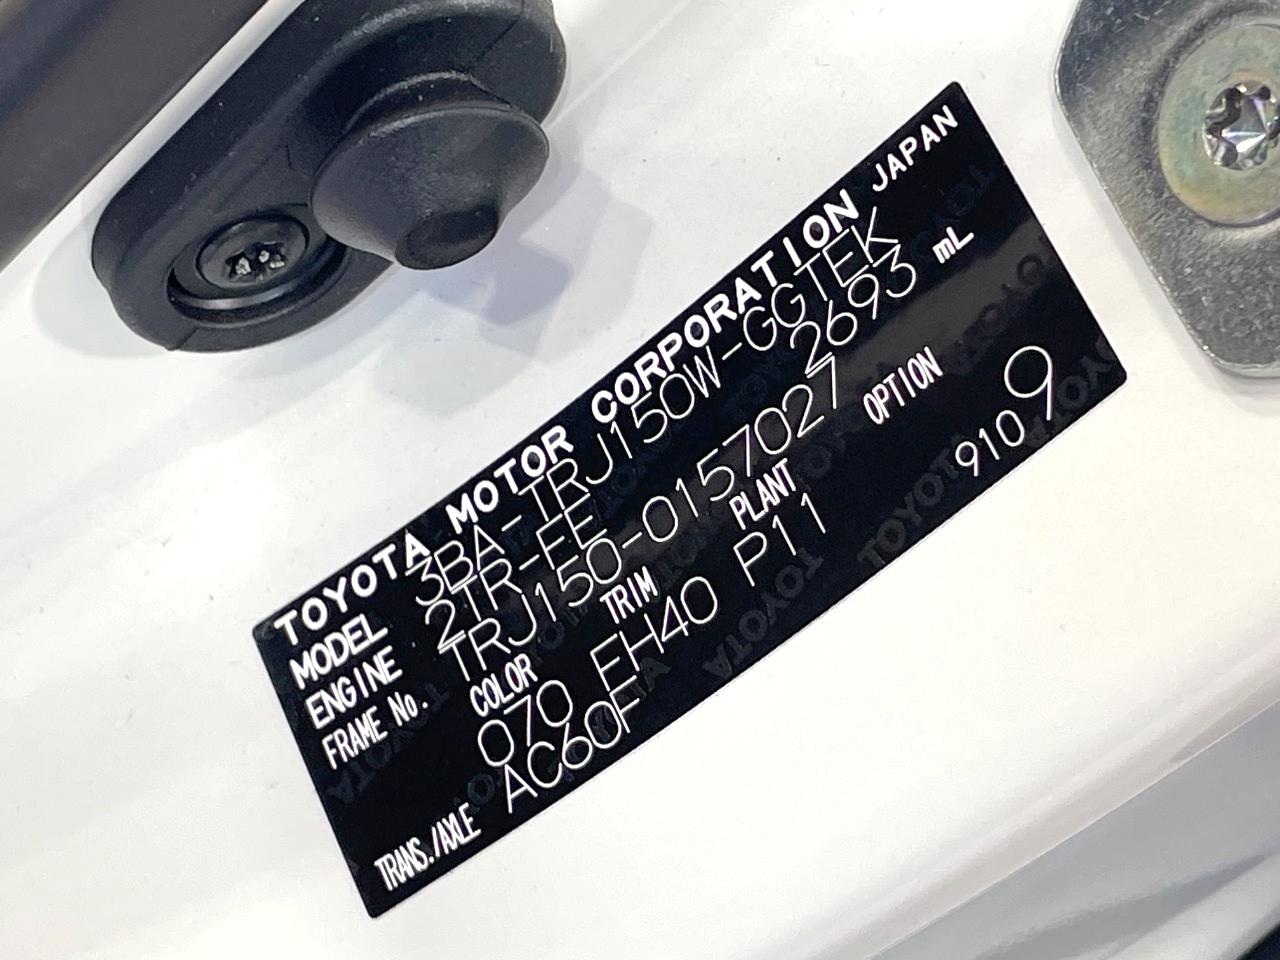 TOYOTA MOTOR CORPORATION JAPAN
MODEL 3BA-TRJ150W-GGTEK
ENGINE 2TR-FE 2693 mL
FRAME No. TRJ150-0157027
COLOR TRIM PLANT OPTION
070 EH40 P11 9109
TRANS./AXLE AC60F